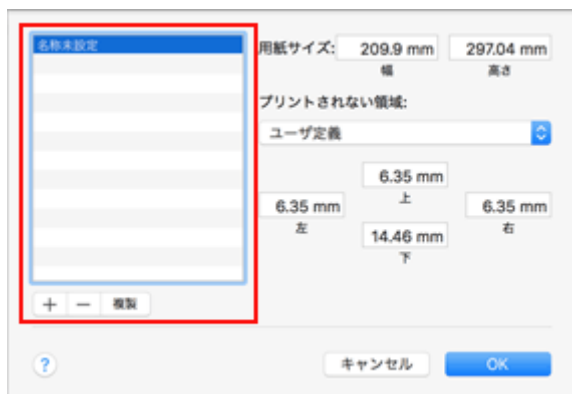 名称未設定
用紙サイズ: 209.9 mm 297.04 mm
幅 高さ
プリントされない領域:
ユーザ定義
6.35 mm
上
6.35 mm 6.35 mm
左 右
14.46 mm
下
+ − 複製
? キャンセル OK